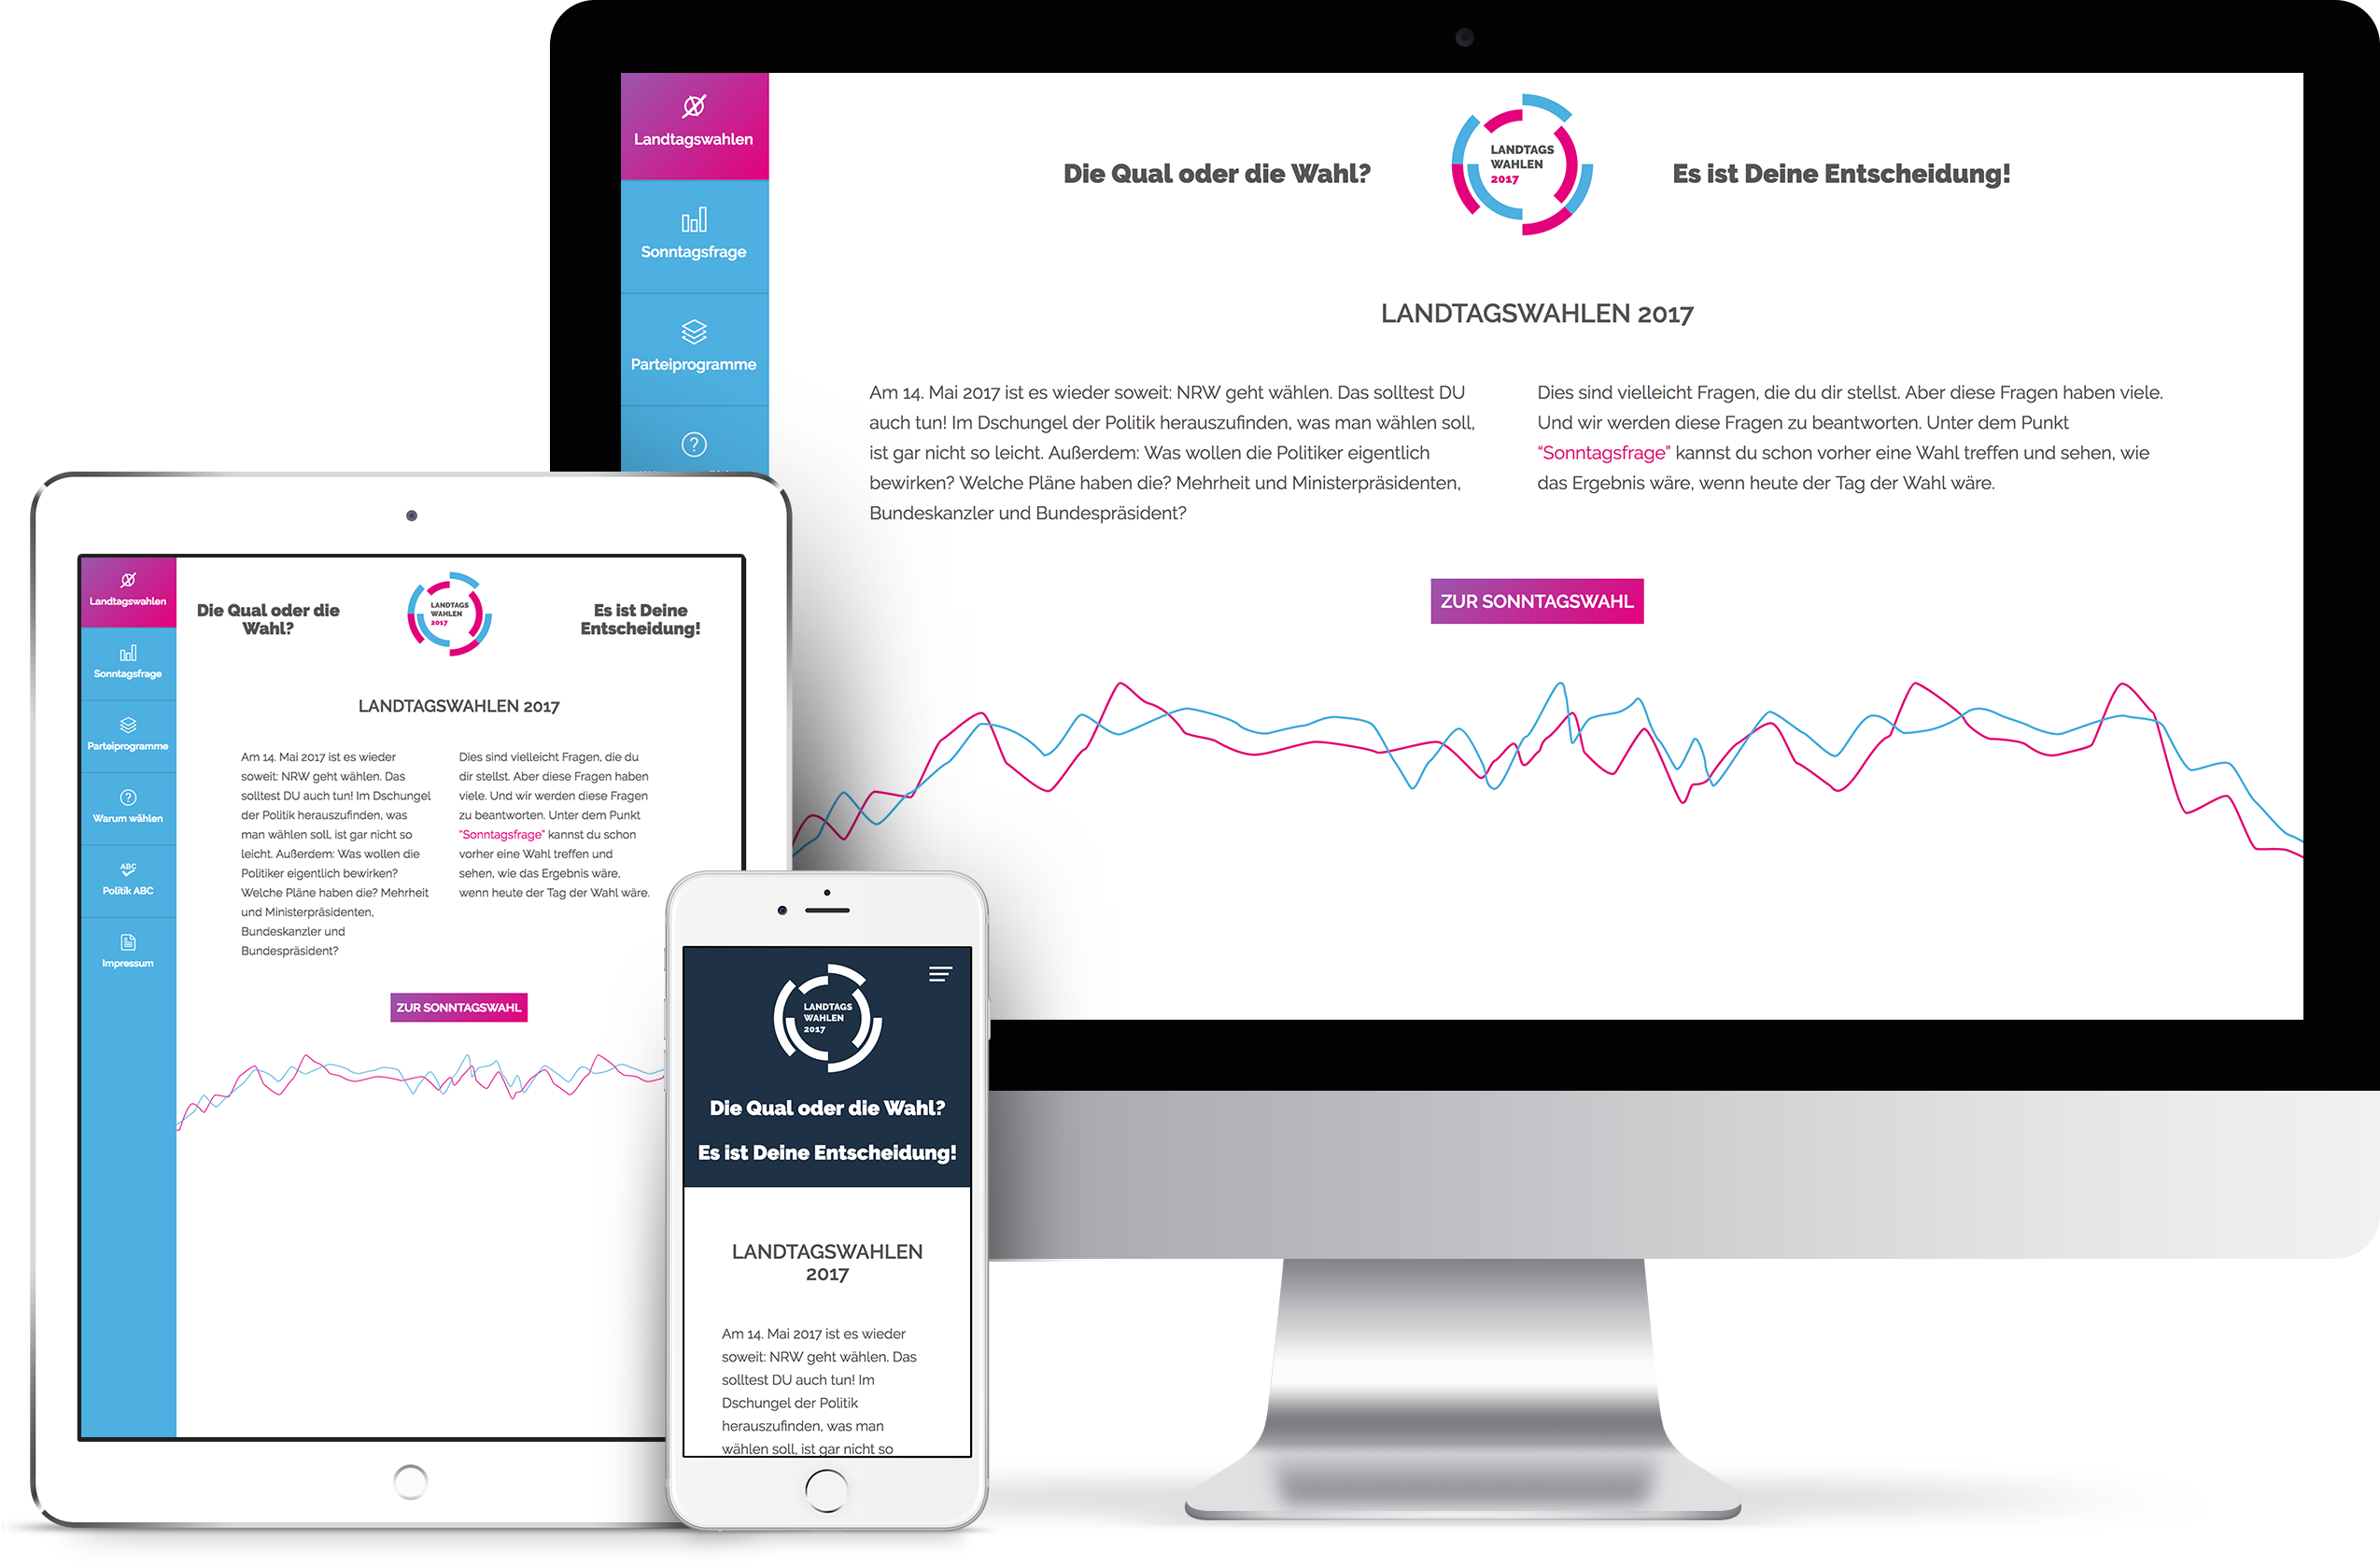 Landtagswahlen
Sonntagsfrage
Parteiprogramme
Die Qual oder die Wahl?
LANDTAGS
WAHLEN
2017
Es ist Deine Entscheidung!
LANDTAGSWAHLEN 2017
Am 14. Mai 2017 ist es wieder soweit: NRW geht wählen. Das solltest DU
auch tun! Im Dschungel der Politik herauszufinden, was man wählen soll,
ist gar nicht so leicht. Außerdem: Was wollen die Politiker eigentlich
bewirken? Welche Pläne haben die? Mehrheit und Ministerpräsidenten,
Bundeskanzler und Bundespräsident?
Dies sind vielleicht Fragen, die du dir stellst. Aber diese Fragen haben viele.
Und wir werden diese Fragen zu beantworten. Unter dem Punkt
“Sonntagsfrage” kannst du schon vorher eine Wahl treffen und sehen, wie
das Ergebnis wäre, wenn heute der Tag der Wahl wäre.
ZUR SONNTAGSWAHL
Landtagswahlen
Sonntagsfrage
Parteiprogramme
Warum wählen
ABC
Politik ABC
Impressum
Die Qual oder die
Wahl?
LANDTAGS
WAHLEN
2017
Es ist Deine
Entscheidung!
LANDTAGSWAHLEN 2017
Am 14. Mai 2017 ist es wieder
soweit: NRW geht wählen. Das
solltest DU auch tun! Im Dschungel
der Politik herauszufinden, was
man wählen soll, ist gar nicht so
leicht. Außerdem: Was wollen die
Politiker eigentlich bewirken?
Welche Pläne haben die? Mehrheit
und Ministerpräsidenten,
Bundeskanzler und
Bundespräsident?
Dies sind vielleicht Fragen, die du
dir stellst. Aber diese Fragen haben
viele. Und wir werden diese Fragen
zu beantworten. Unter dem Punkt
“Sonntagsfrage” kannst du schon
vorher eine Wahl treffen und
sehen, wie das Ergebnis wäre,
wenn heute der Tag der Wahl wäre.
ZUR SONNTAGSWAHL
LANDTAGS
WAHLEN
2017
Die Qual oder die Wahl?
Es ist Deine Entscheidung!
LANDTAGSWAHLEN
2017
Am 14. Mai 2017 ist es wieder
soweit: NRW geht wählen. Das
solltest DU auch tun! Im
Dschungel der Politik
herauszufinden, was man
wählen soll, ist gar nicht so